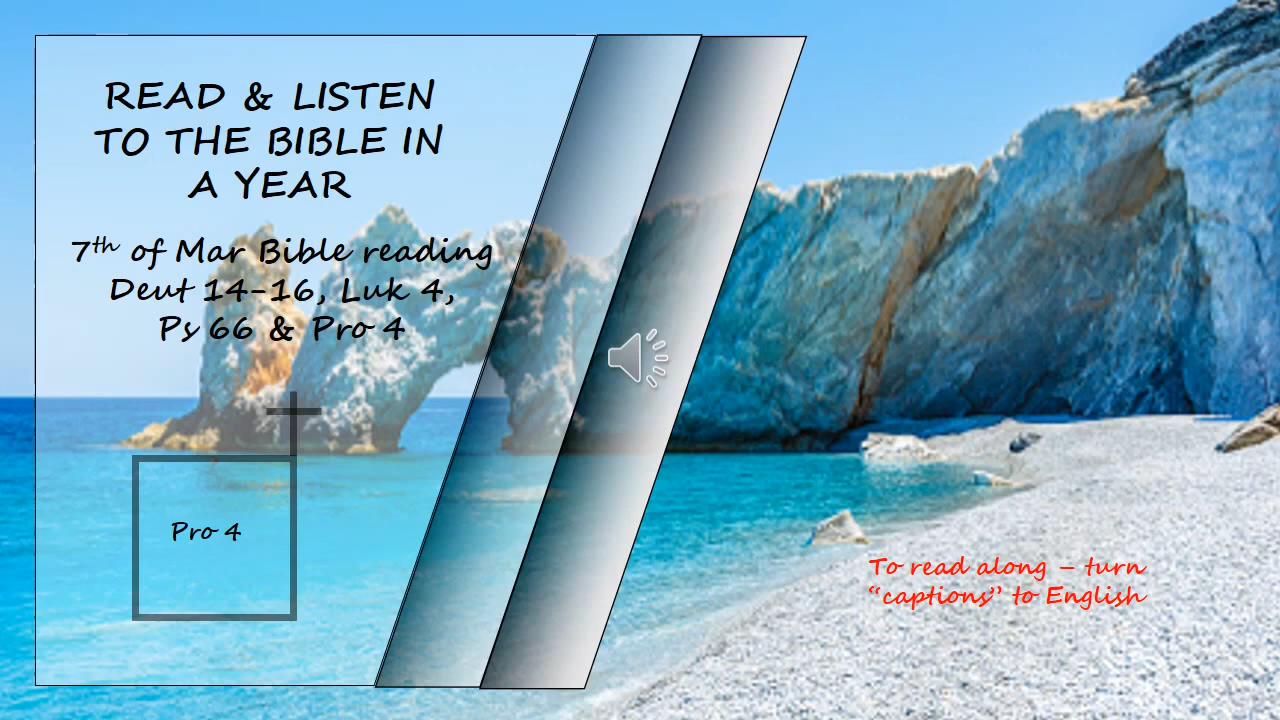 READ & LISTEN
TO THE BIBLE IN
A YEAR
7th of Mar Bible reading
Deut 14-16, Luk 4,
Ps 66 & Pro 4
Pro 4
To read along – turn
“captions” to English